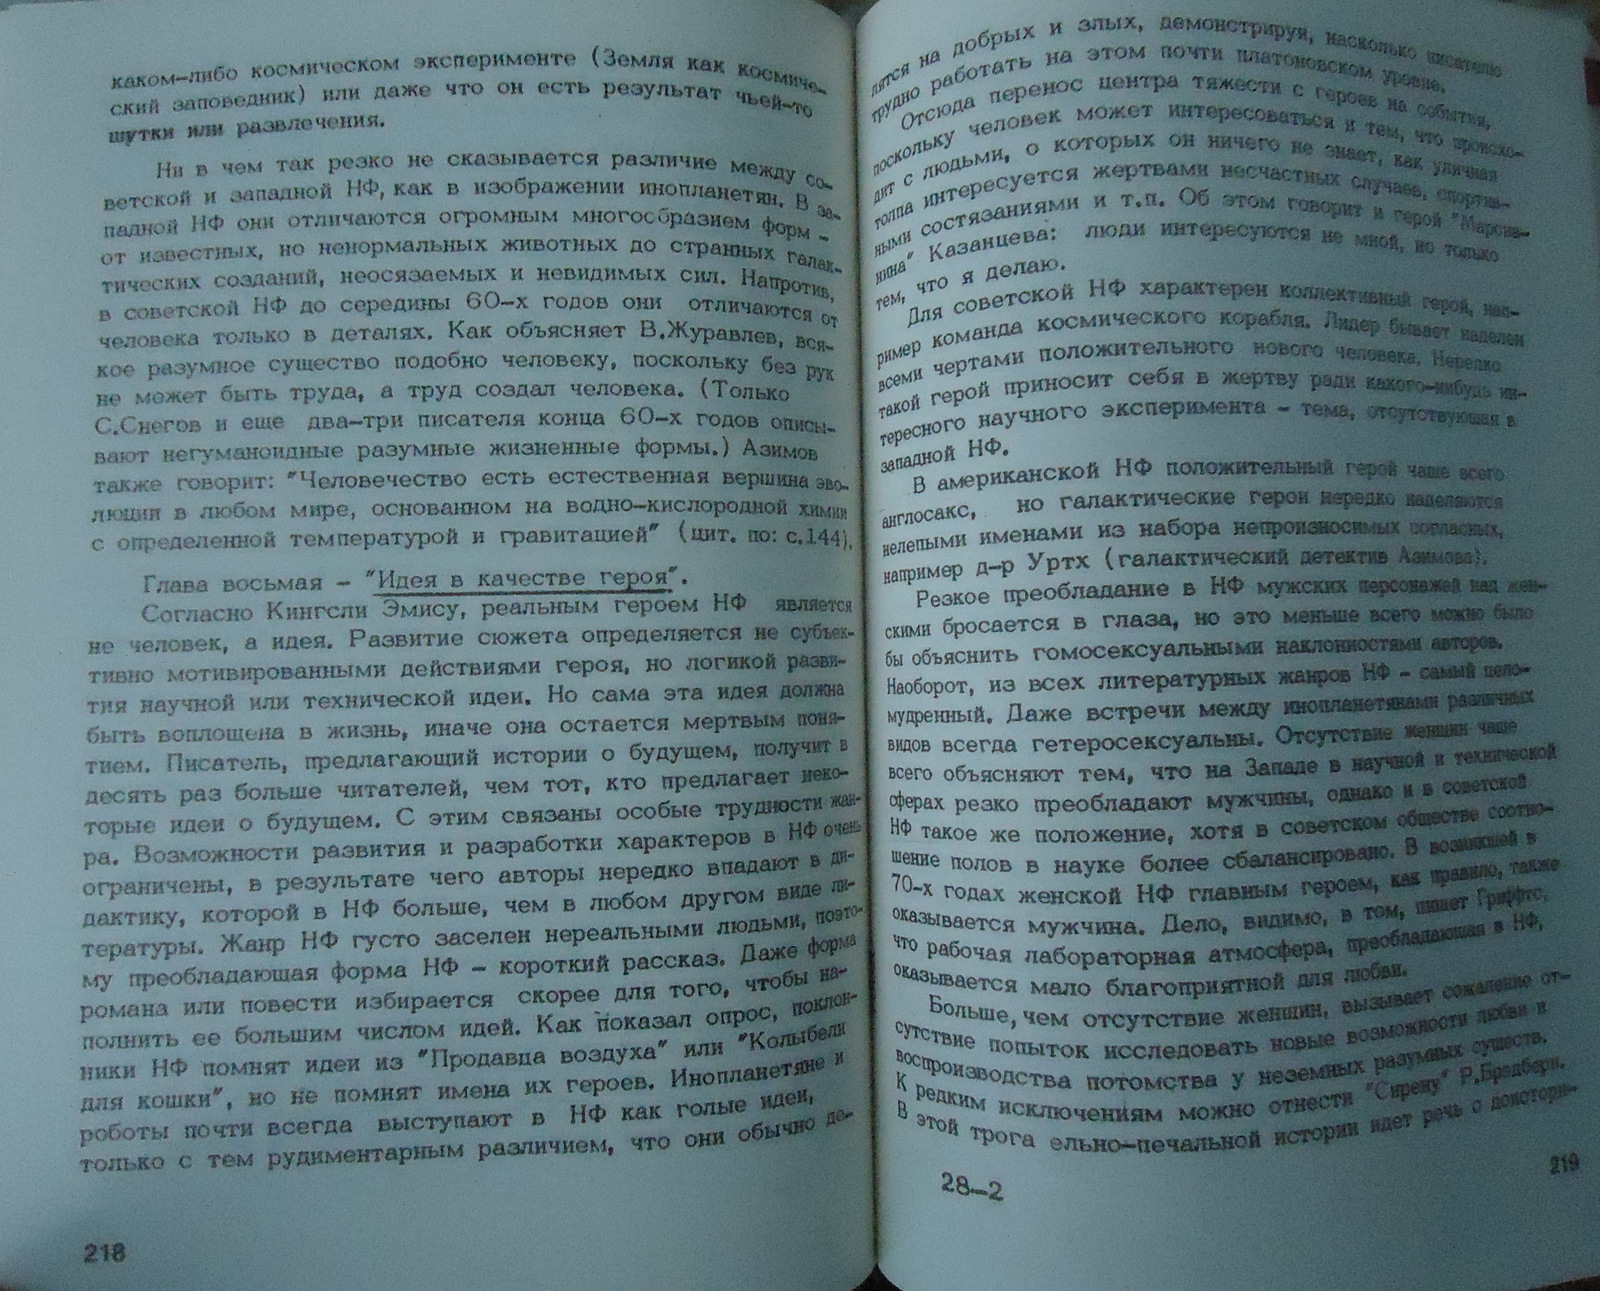 каком-либо космическом эксперименте (Земля как космиче-
ский заповедник) или даже что он есть результат чьей-то
шутки или развлечения.
Ни в чем так резко не сказывается различие между со-
ветской и западной НФ, как в изображении инопланетян. В за-
падной НФ они отличаются огромным многообразием форм -
от известных, но ненормальных животных до странных галак-
тических созданий, неосязаемых и невидимых сил. Напротив,
в советской НФ до середины 60-х годов они отличаются от
человека только в деталях. Как объясняет В.Журавлев, вся-
кое разумное существо подобно человеку, поскольку без рук
не может быть труда, а труд создал человека. (Только
С.Снегов и еще два-три писателя конца 60-х годов описы-
вают негуманоидные разумные жизненные формы.) Азимов
также говорит: "Человечество есть естественная вершина эво-
люции в любом мире, основанном на водно-кислородной химии
с определенной температурой и гравитацией" (цит. по: с.144).
Глава восьмая - "Идея в качестве героя".
Согласно Кингсли Эмису, реальным героем НФ является
не человек, а идея. Развитие сюжета определяется не субъек-
тивно мотивированными действиями героя, но логикой разви-
тия научной или технической идеи. Но сама эта идея должна
быть воплощена в жизнь, иначе она остается мертвым поня-
тием. Писатель, предлагающий истории о будущем, получит в
десять раз больше читателей, чем тот, кто предлагает неко-
торые идеи о будущем. С этим связаны особые трудности жан-
ра. Возможности развития и разработки характеров в НФ очень
ограничены, в результате чего авторы нередко впадают в ди-
дактику, которой в НФ больше, чем в любом другом виде ли-
тературы. Жанр НФ густо заселен нереальными людьми, поэто-
му преобладающая форма НФ - короткий рассказ. Даже форма
романа или повести избирается скорее для того, чтобы на-
полнить ее большим числом идей. Как показал опрос, поклон-
ники НФ помнят идеи из "Продавца воздуха" или "Колыбели
для кошки", но не помнят имена их героев. Инопланетяне и
роботы почти всегда выступают в НФ как голые идеи,
только с тем рудиментарным различием, что они обычно де-
218
лятся на добрых и злых, демонстрируя, насколько писателю
трудно работать на этом почти платоновском уровне.
Отсюда перенос центра тяжести с героев на события,
поскольку человек может интересоваться и тем, что происхо-
дит с людьми, о которых он ничего не знает, как уличная
толпа интересуется жертвами несчастных случаев, спортив-
ными состязаниями и т.п. Об этом говорит и герой "Марсиа-
нина" Казанцева: люди интересуются не мной, но только
тем, что я делаю.
Для советской НФ характерен коллективный герой, нап-
ример команда космического корабля. Лидер бывает наделен
всеми чертами положительного нового человека. Нередко
такой герой приносит себя в жертву ради какого-нибудь ин-
тересного научного эксперимента - тема, отсутствующая в
западной НФ.
В американской НФ положительный герой чаще всего
англосакс, но галактические герои нередко наделяются
нелепыми именами из набора непроизносимых согласных,
например д-р Уртх (галактический детектив Азимова).
Резкое преобладание в НФ мужских персонажей над жен-
скими бросается в глаза, но это меньше всего можно было
бы объяснить гомосексуальными наклонностями авторов.
Наоборот, из всех литературных жанров НФ - самый цело-
мудренный. Даже встречи между инопланетянами различных
видов всегда гетеросексуальны. Отсутствие женщин чаще
всего объясняют тем, что на Западе в научной и технической
сферах резко преобладают мужчины, однако и в советской
НФ такое же положение, хотя в советском обществе соотно-
шение полов в науке более сбалансировано. В возникшей в
70-х годах женской НФ главным героем, как правило, также
оказывается мужчина. Дело, видимо, в том, пишет Гриффтс,
что рабочая лабораторная атмосфера, преобладающая в НФ,
оказывается мало благоприятной для любви.
Больше, чем отсутствие женщин, вызывает сожаление от-
сутствие попыток исследовать новые возможности любви и
воспроизводства потомства у неземных разумных существ.
К редким исключениям можно отнести "Сирену" Р.Брэдбери.
В этой трога ельно-печальной истории идет речь о доистори-
28-2
219